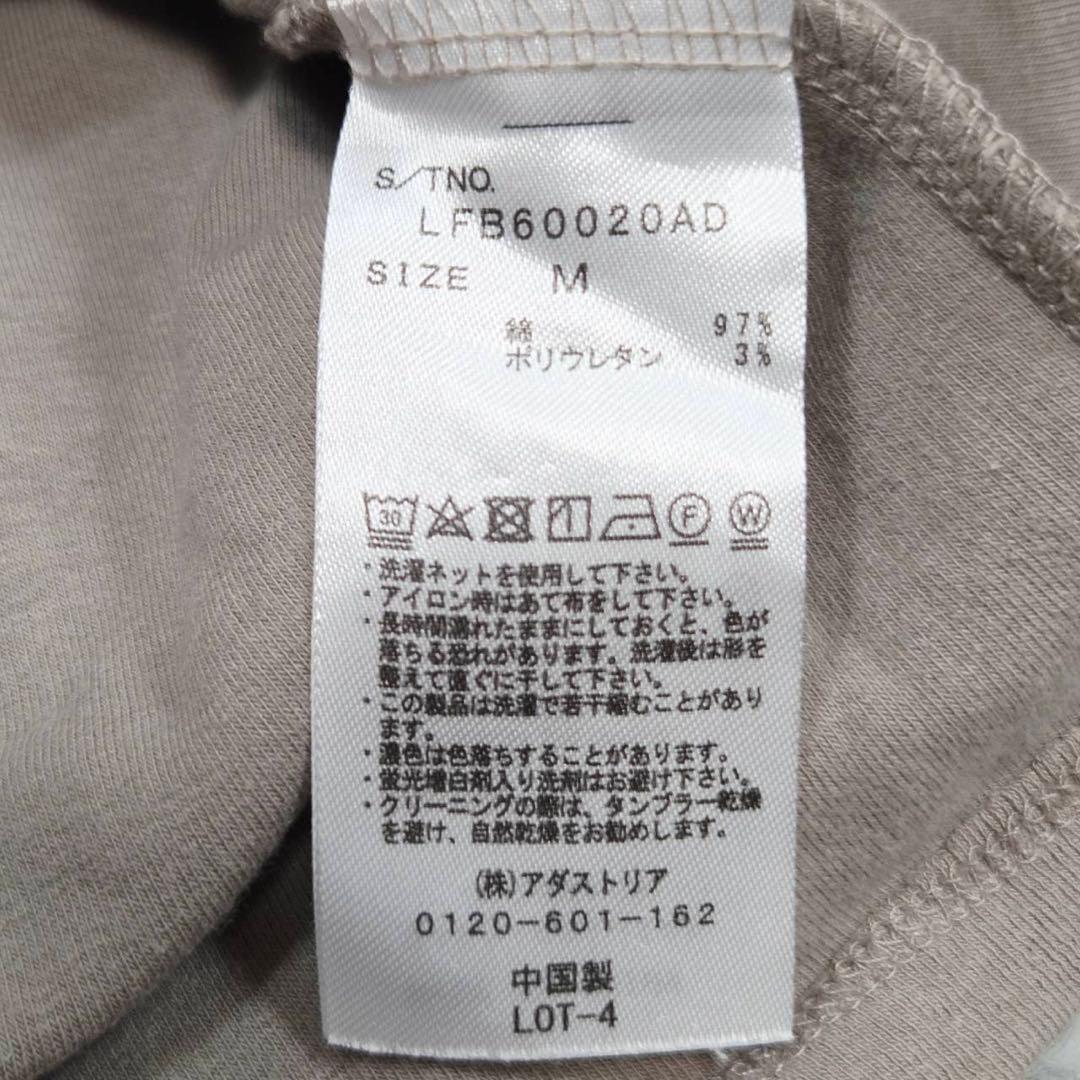 S/TNO.
LFB60020AD
SIZE M
綿 97%
ポリウレタン 3%
30 F W
・洗濯ネットを使用して下さい。
・アイロン時はあて布をして下さい。
・長時間濡れたままにしておくと、色が
落ちる恐れがあります。洗濯後は形を
整えて直ぐに干して下さい。
・この製品は洗濯で若干縮むことがあり
ます。
・濃色は色落ちすることがあります。
・蛍光増白剤入り洗剤はお避け下さい。
・クリーニングの際は、タンブラー乾燥
を避け、自然乾燥をお勧めします。
(株)アダストリア
0120-601-162
中国製
LOT-4